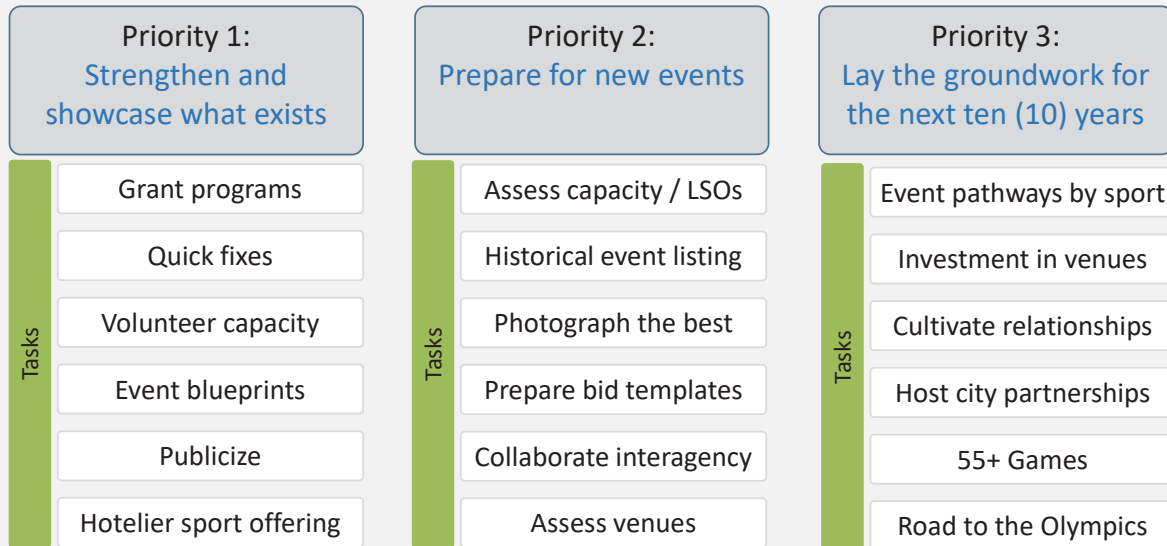 Priority 1:
Strengthen and
showcase what exists
Tasks
Grant programs
Quick fixes
Volunteer capacity
Event blueprints
Publicize
Hotelier sport offering
Priority 2:
Prepare for new events
Tasks
Assess capacity / LSOs
Historical event listing
Photograph the best
Prepare bid templates
Collaborate interagency
Assess venues
Priority 3:
Lay the groundwork for
the next ten (10) years
Tasks
Event pathways by sport
Investment in venues
Cultivate relationships
Host city partnerships
55+ Games
Road to the Olympics